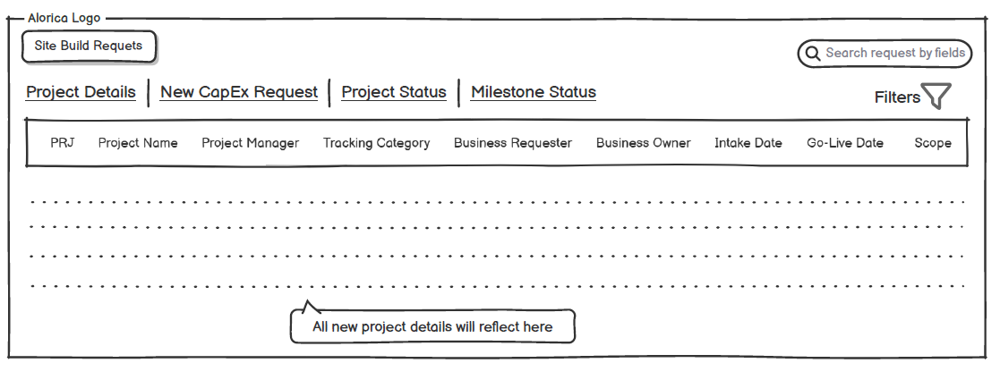 Alorica Logo
Site Build Requets
Search request by fields
Project Details | New CapEx Request | Project Status | Milestone Status
Filters
PRJ Project Name Project Manager Tracking Category Business Requester Business Owner Intake Date Go-Live Date Scope
All new project details will reflect here